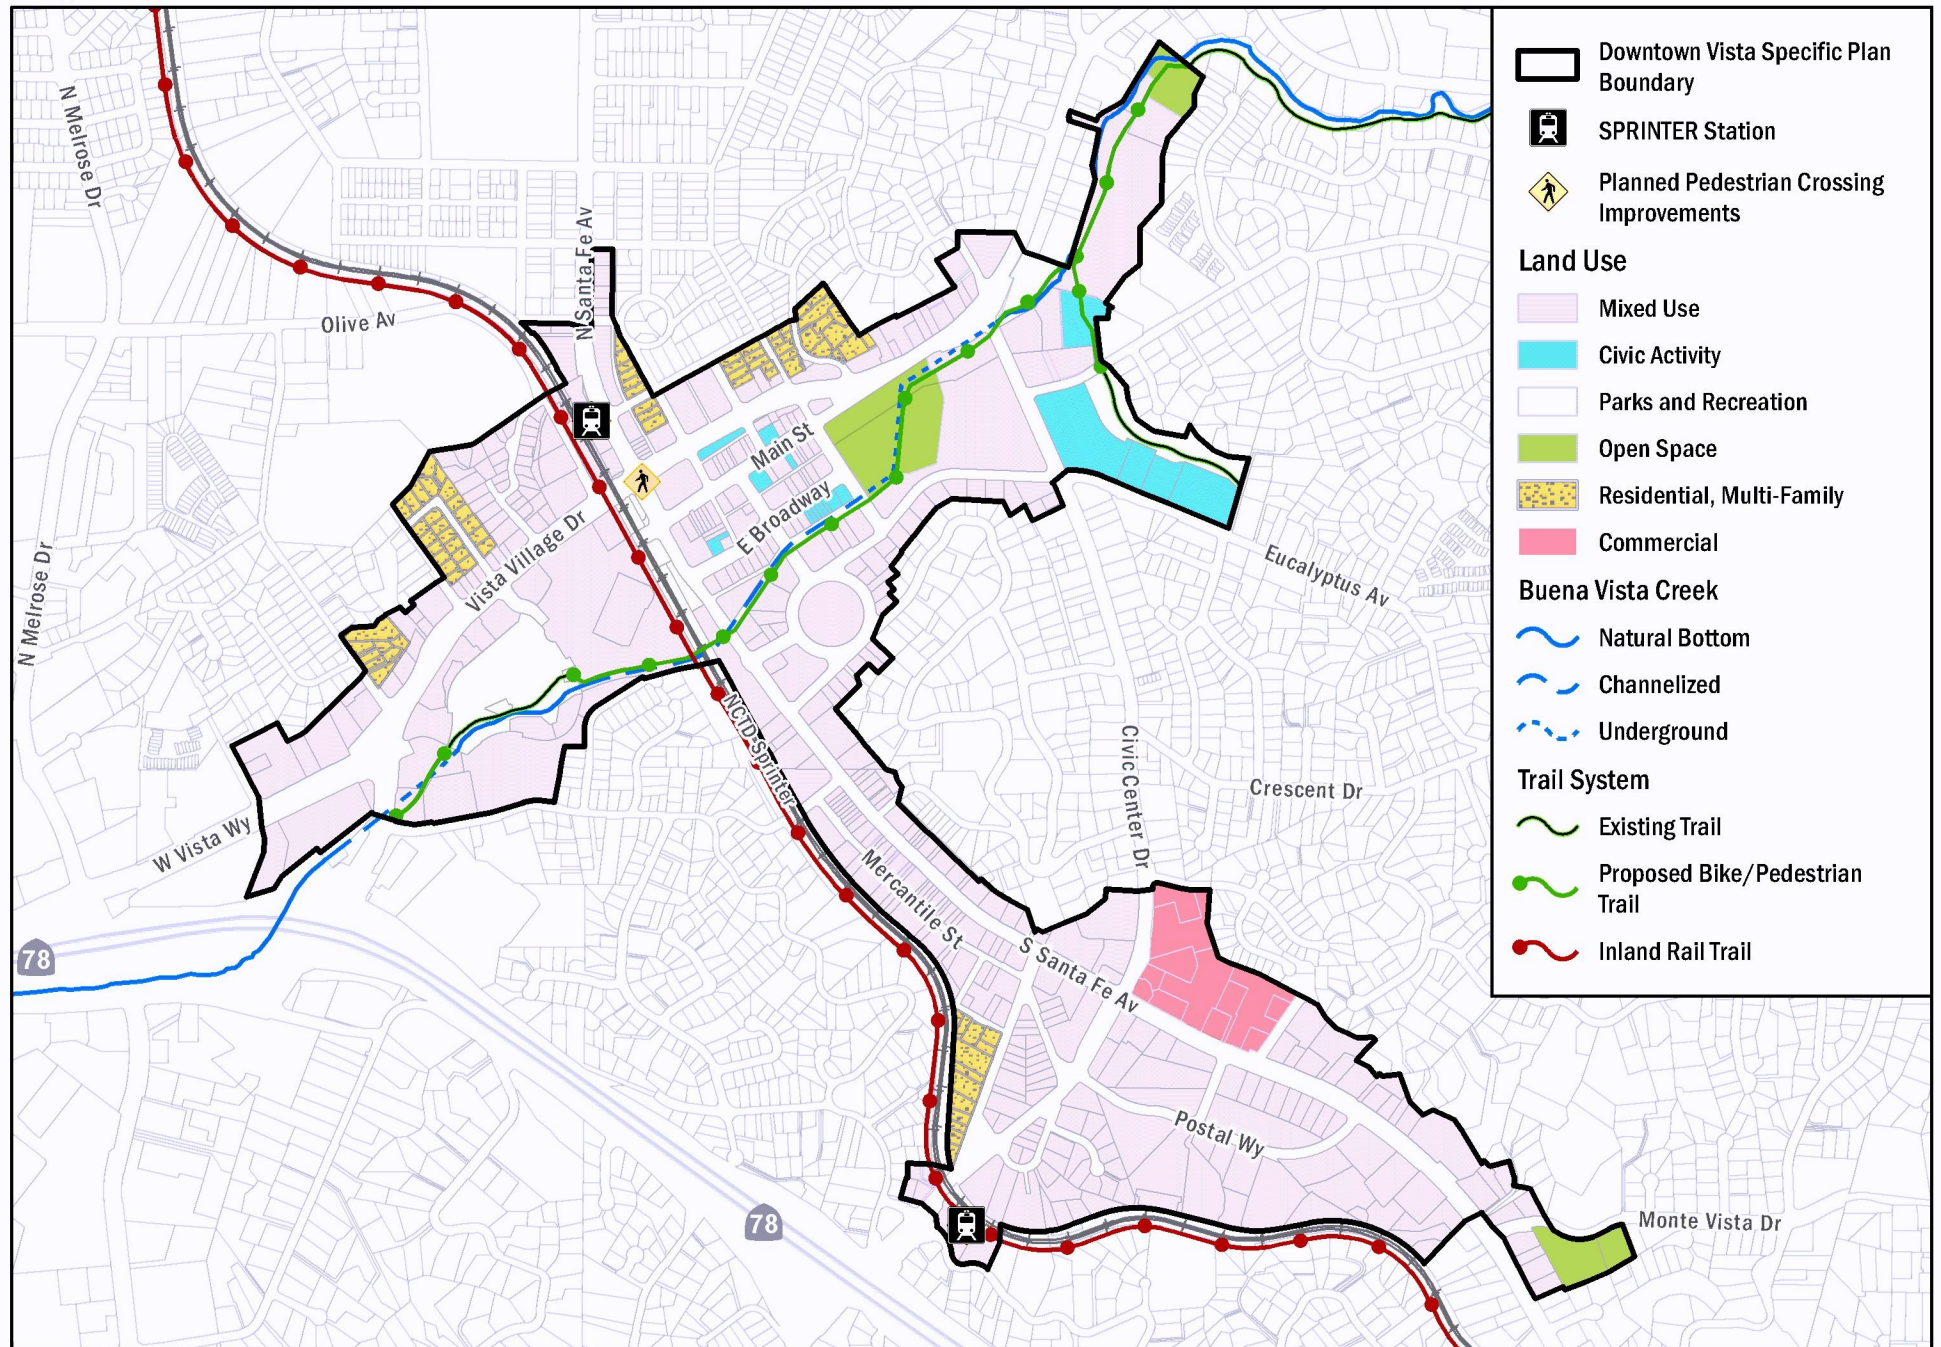 N Melrose Dr
N Santa Fe Av
Olive Av
Main St
E Broadway
Vista Village Dr
N Melrose Dr
Eucalyptus Av
NCTD-Sprinter
Civic Center Dr
Crescent Dr
W Vista Wy
Mercantile St
S Santa Fe Av
78
Postal Wy
78
Monte Vista Dr
Downtown Vista Specific Plan
Boundary
SPRINTER Station
Planned Pedestrian Crossing
Improvements
Land Use
Mixed Use
Civic Activity
Parks and Recreation
Open Space
Residential, Multi-Family
Commercial
Buena Vista Creek
Natural Bottom
Channelized
Underground
Trail System
Existing Trail
Proposed Bike/Pedestrian
Trail
Inland Rail Trail